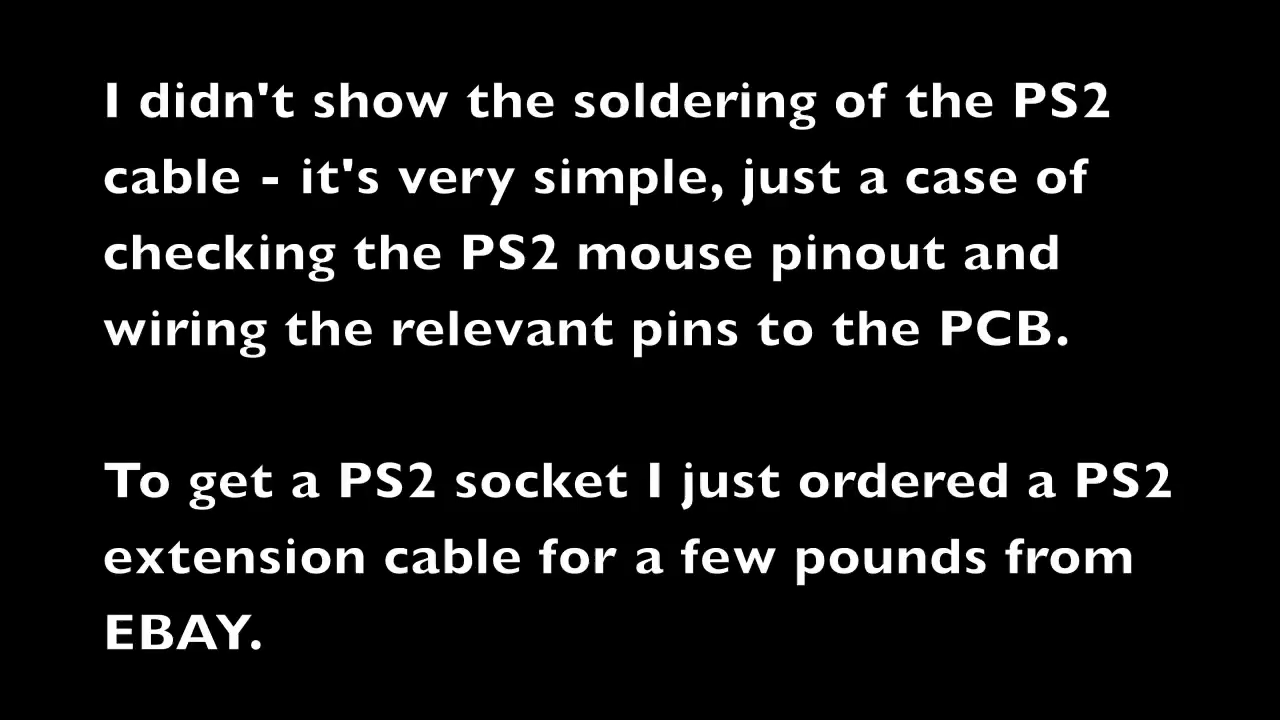 I didn't show the soldering of the PS2
cable - it's very simple, just a case of
checking the PS2 mouse pinout and
wiring the relevant pins to the PCB.
To get a PS2 socket I just ordered a PS2
extension cable for a few pounds from
EBAY.